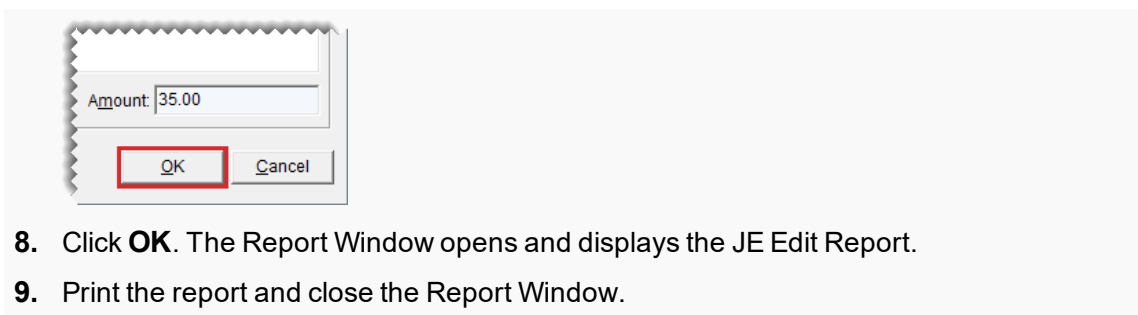 Amount: 35.00
OK Cancel
8. Click OK. The Report Window opens and displays the JE Edit Report.
9. Print the report and close the Report Window.